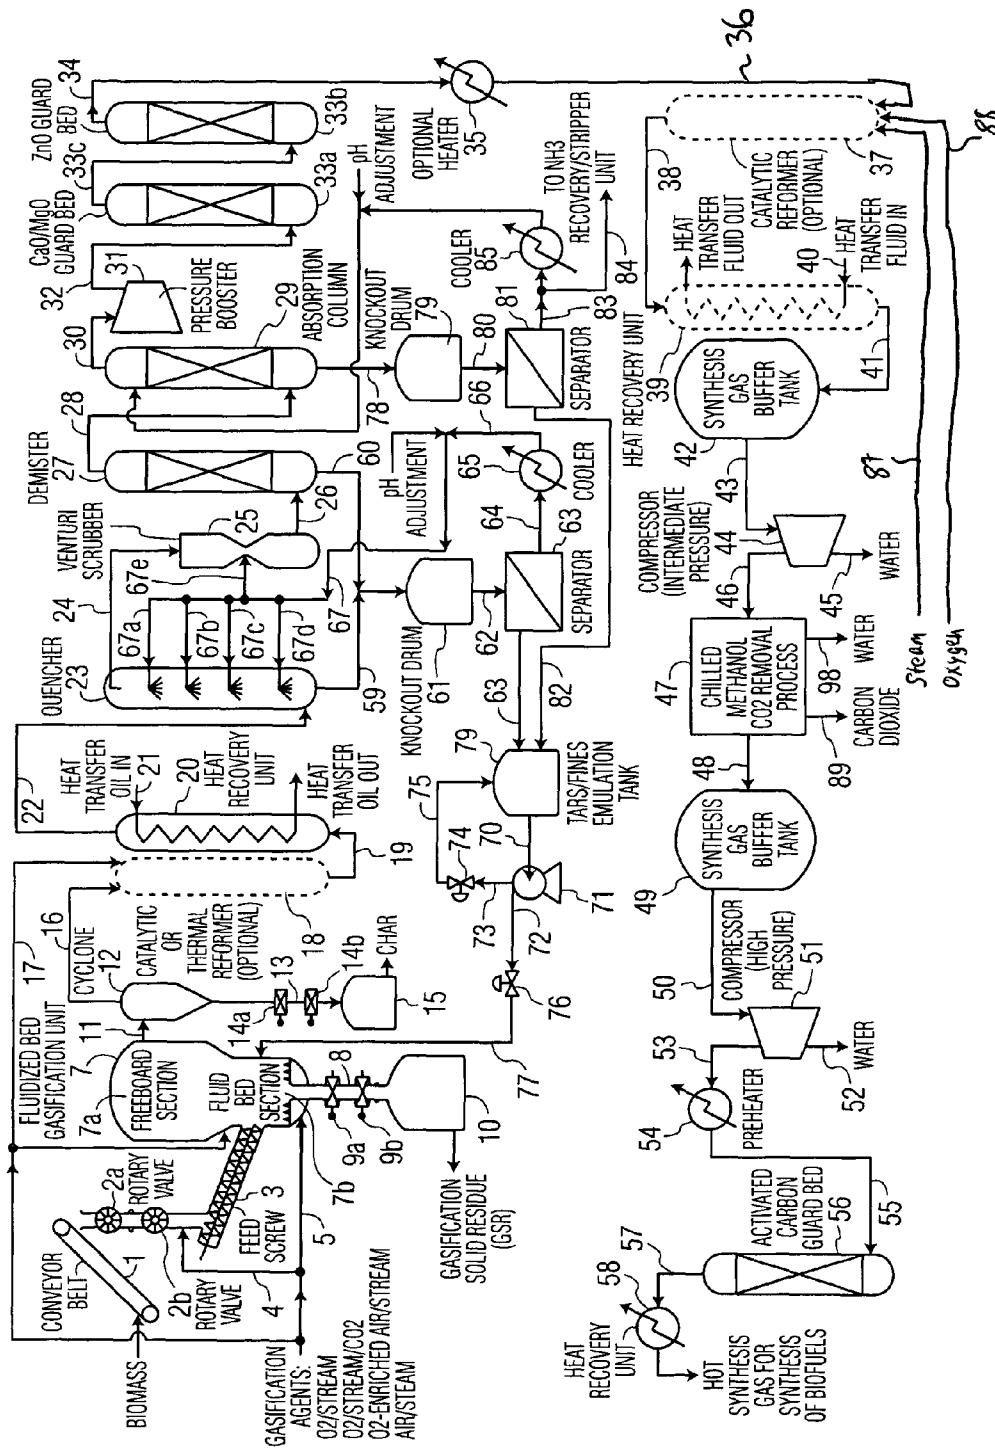 BIOMASS
CONVEYOR
BELT
1
2a
ROTARY
VALVE
2b
ROTARY
VALVE
FEED
SCREW
3
4
5
GASIFICATION
AGENTS:
O2/STREAM
O2/STREAM/CO2
O2-ENRICHED AIR/STREAM
AIR/STEAM
FLUIDIZED BED
GASIFICATION UNIT
7
7a
FREEBOARD
SECTION
FLUID
BED
SECTION
7b
8
9a
9b
10
GASIFICATION
SOLID RESIDUE
(GSR)
11
CYCLONE
12
13
14a
14b
15
CHAR
16
17
CATALYTIC
OR
THERMAL
REFORMER
(OPTIONAL)
18
19
22
HEAT
TRANSFER
OIL IN
21
20
HEAT
RECOVERY
UNIT
HEAT
TRANSFER
OIL OUT
QUENCHER
23
24
67a
67b
67c
67d
67e
67
59
VENTURI
SCRUBBER
25
26
DEMISTER
27
28
60
KNOCKOUT DRUM
61
62
SEPARATOR
63
64
COOLER
65
66
pH
ADJUSTMENT
63
82
79
TARS/FINES
EMULATION
TANK
70
71
72
73
74
75
76
77
30
31
PRESSURE
BOOSTER
29
ABSORPTION
COLUMN
32
CaO/MgO
GUARD BED
33a
33c
ZnO GUARD
BED
33b
34
KNOCKOUT
DRUM
79
78
80
81
SEPARATOR
83
COOLER
85
84
TO NH3
RECOVERY/STRIPPER
UNIT
pH
ADJUSTMENT
OPTIONAL
HEATER
35
36
37
CATALYTIC
REFORMER
(OPTIONAL)
38
HEAT
TRANSFER
FLUID OUT
40
HEAT
TRANSFER
FLUID IN
HEAT RECOVERY UNIT
39
41
SYNTHESIS
GAS
BUFFER
TANK
42
43
COMPRESSOR
(INTERMEDIATE
PRESSURE)
44
45
WATER
46
47
CHILLED
METHANOL
CO2 REMOVAL
PROCESS
98
WATER
89
CARBON
DIOXIDE
48
49
SYNTHESIS
GAS
BUFFER
TANK
50
COMPRESSOR
(HIGH
PRESSURE)
51
52
WATER
53
54
PREHEATER
55
ACTIVATED
CARBON
GUARD BED
56
57
58
HEAT
RECOVERY
UNIT
HOT
SYNTHESIS
GAS FOR
SYNTHESIS
OF BIOFUELS
Steam
87
Oxygen
88